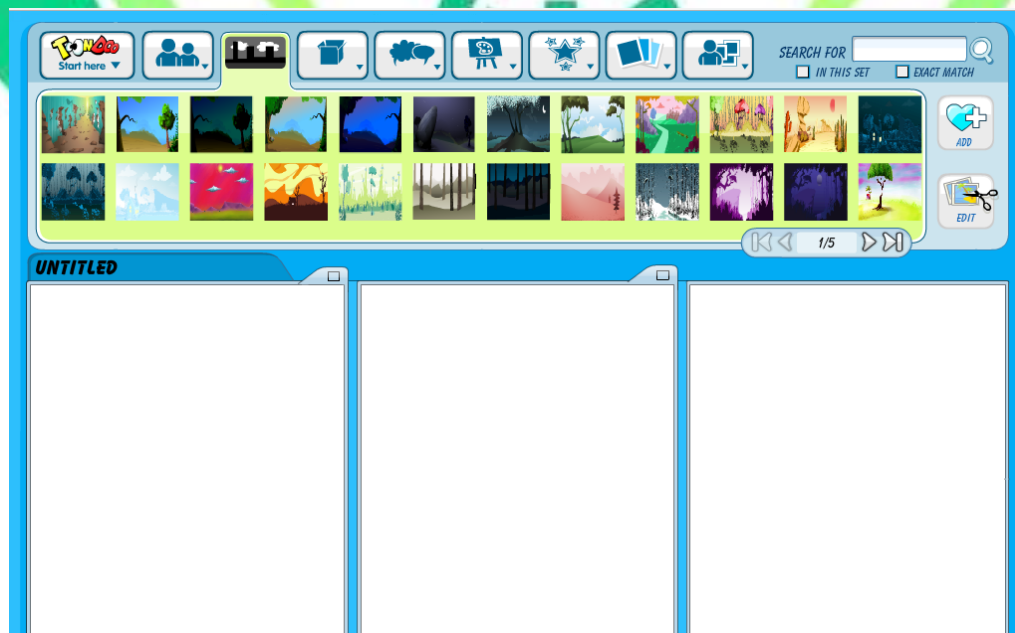 TOONDOO
Start here
SEARCH FOR
IN THIS SET
EXACT MATCH
ADD
EDIT
1/5
UNTITLED